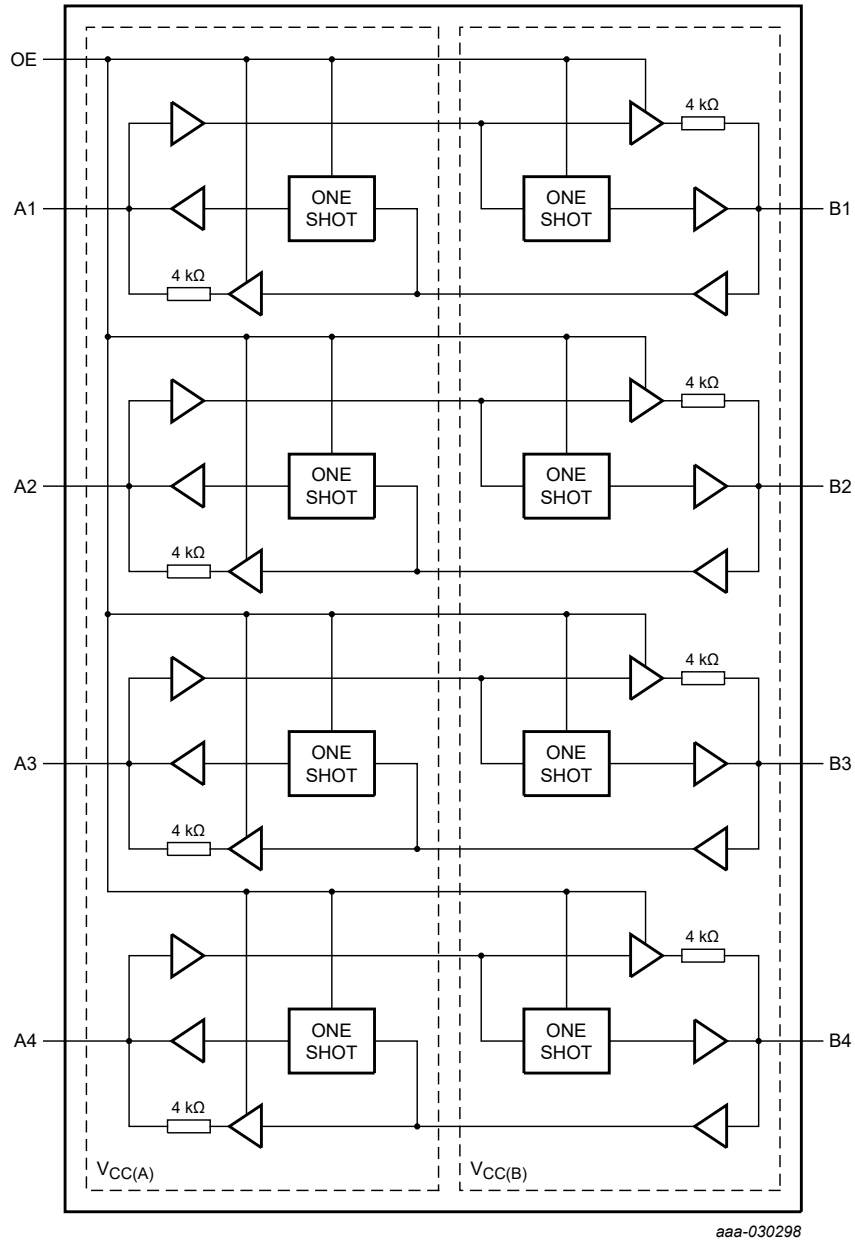 OE
4 kΩ
ONE
SHOT
ONE
SHOT
A1
B1
4 kΩ
4 kΩ
ONE
SHOT
ONE
SHOT
A2
B2
4 kΩ
4 kΩ
ONE
SHOT
ONE
SHOT
A3
B3
4 kΩ
4 kΩ
ONE
SHOT
ONE
SHOT
A4
B4
4 kΩ
VCC(A)
VCC(B)
aaa-030298